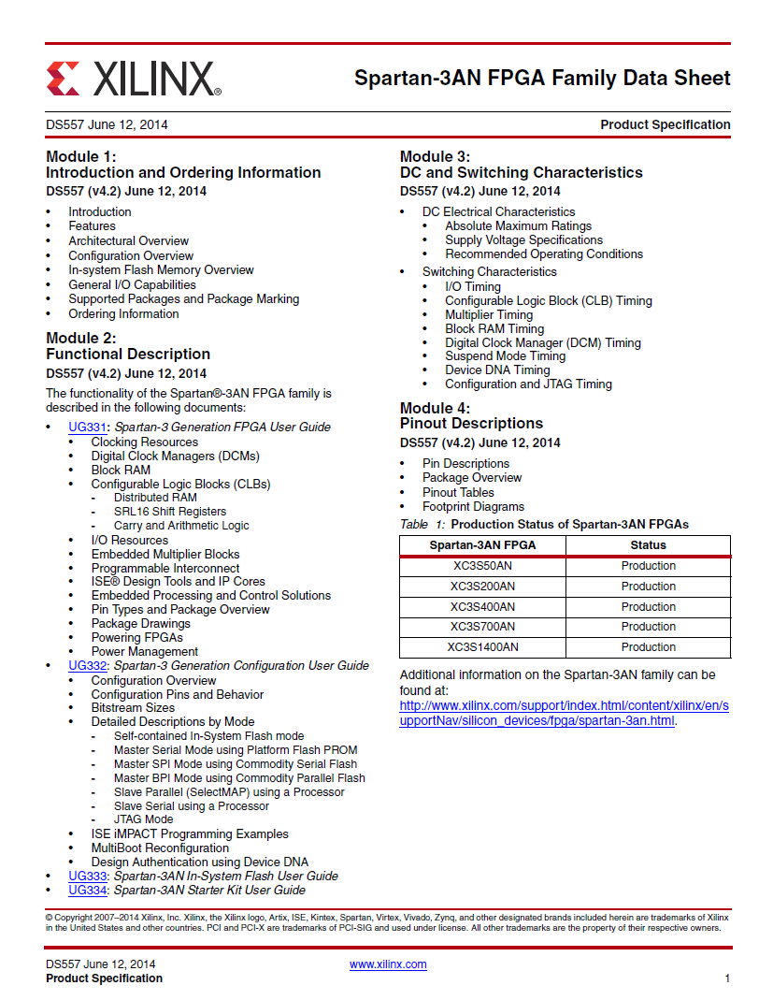 XILINX®
Spartan-3AN FPGA Family Data Sheet
DS557 June 12, 2014
Product Specification
Module 1:
Introduction and Ordering Information
DS557 (v4.2) June 12, 2014
• Introduction
• Features
• Architectural Overview
• Configuration Overview
• In-system Flash Memory Overview
• General I/O Capabilities
• Supported Packages and Package Marking
• Ordering Information
Module 2:
Functional Description
DS557 (v4.2) June 12, 2014
The functionality of the Spartan®-3AN FPGA family is
described in the following documents:
• UG331: Spartan-3 Generation FPGA User Guide
• Clocking Resources
• Digital Clock Managers (DCMs)
• Block RAM
• Configurable Logic Blocks (CLBs)
- Distributed RAM
- SRL16 Shift Registers
- Carry and Arithmetic Logic
• I/O Resources
• Embedded Multiplier Blocks
• Programmable Interconnect
• ISE® Design Tools and IP Cores
• Embedded Processing and Control Solutions
• Pin Types and Package Overview
• Package Drawings
• Powering FPGAs
• Power Management
• UG332: Spartan-3 Generation Configuration User Guide
• Configuration Overview
• Configuration Pins and Behavior
• Bitstream Sizes
• Detailed Descriptions by Mode
- Self-contained In-System Flash mode
- Master Serial Mode using Platform Flash PROM
- Master SPI Mode using Commodity Serial Flash
- Master BPI Mode using Commodity Parallel Flash
- Slave Parallel (SelectMAP) using a Processor
- Slave Serial using a Processor
- JTAG Mode
• ISE iMPACT Programming Examples
• MultiBoot Reconfiguration
• Design Authentication using Device DNA
• UG333: Spartan-3AN In-System Flash User Guide
• UG334: Spartan-3AN Starter Kit User Guide
Module 3:
DC and Switching Characteristics
DS557 (v4.2) June 12, 2014
• DC Electrical Characteristics
• Absolute Maximum Ratings
• Supply Voltage Specifications
• Recommended Operating Conditions
• Switching Characteristics
• I/O Timing
• Configurable Logic Block (CLB) Timing
• Multiplier Timing
• Block RAM Timing
• Digital Clock Manager (DCM) Timing
• Suspend Mode Timing
• Device DNA Timing
• Configuration and JTAG Timing
Module 4:
Pinout Descriptions
DS557 (v4.2) June 12, 2014
• Pin Descriptions
• Package Overview
• Pinout Tables
• Footprint Diagrams
Table 1: Production Status of Spartan-3AN FPGAs
Spartan-3AN FPGA Status
XC3S50AN Production
XC3S200AN Production
XC3S400AN Production
XC3S700AN Production
XC3S1400AN Production
Additional information on the Spartan-3AN family can be
found at:
http://www.xilinx.com/support/index.html/content/xilinx/en/s
upportNav/silicon_devices/fpga/spartan-3an.html.
© Copyright 2007–2014 Xilinx, Inc. Xilinx, the Xilinx logo, Artix, ISE, Kintex, Spartan, Virtex, Vivado, Zynq, and other designated brands included herein are trademarks of Xilinx
in the United States and other countries. PCI and PCI-X are trademarks of PCI-SIG and used under license. All other trademarks are the property of their respective owners.
DS557 June 12, 2014
www.xilinx.com
Product Specification
1